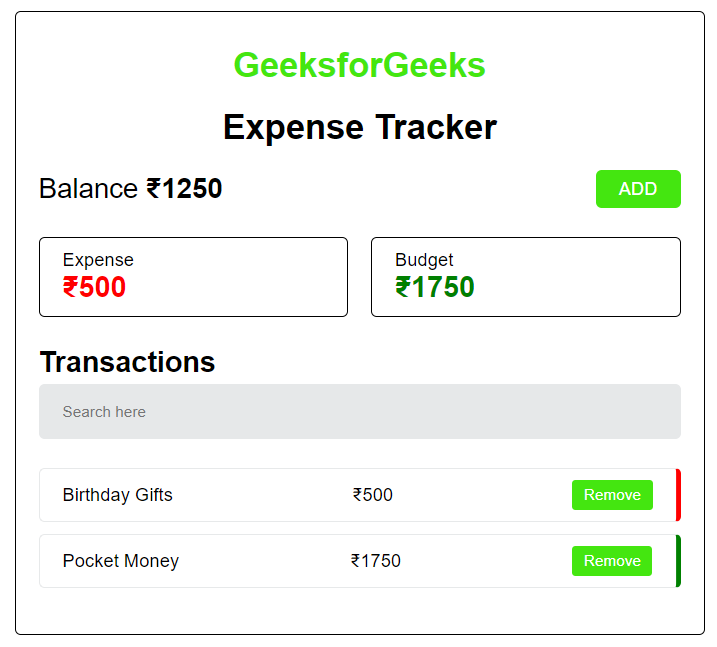 GeeksforGeeks
Expense Tracker
Balance ₹1250
ADD
Expense
₹500
Budget
₹1750
Transactions
Search here
Birthday Gifts ₹500 Remove
Pocket Money ₹1750 Remove